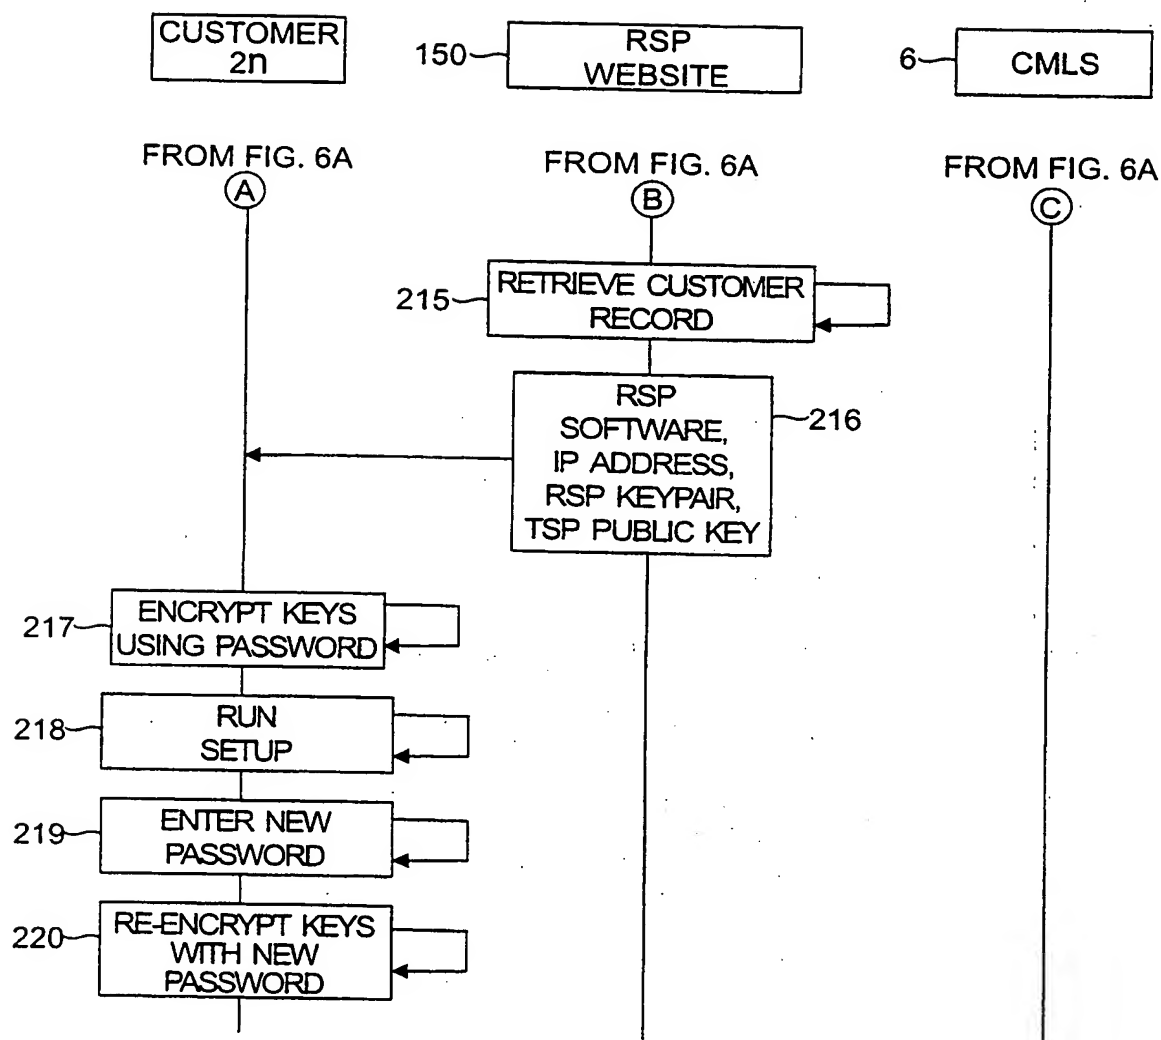 CUSTOMER
2n
150
RSP
WEBSITE
6
CMLS
FROM FIG. 6A
A
FROM FIG. 6A
B
FROM FIG. 6A
C
215
RETRIEVE CUSTOMER
RECORD
RSP
SOFTWARE,
IP ADDRESS,
RSP KEYPAIR,
TSP PUBLIC KEY
216
217
ENCRYPT KEYS
USING PASSWORD
218
RUN
SETUP
219
ENTER NEW
PASSWORD
220
RE-ENCRYPT KEYS
WITH NEW
PASSWORD